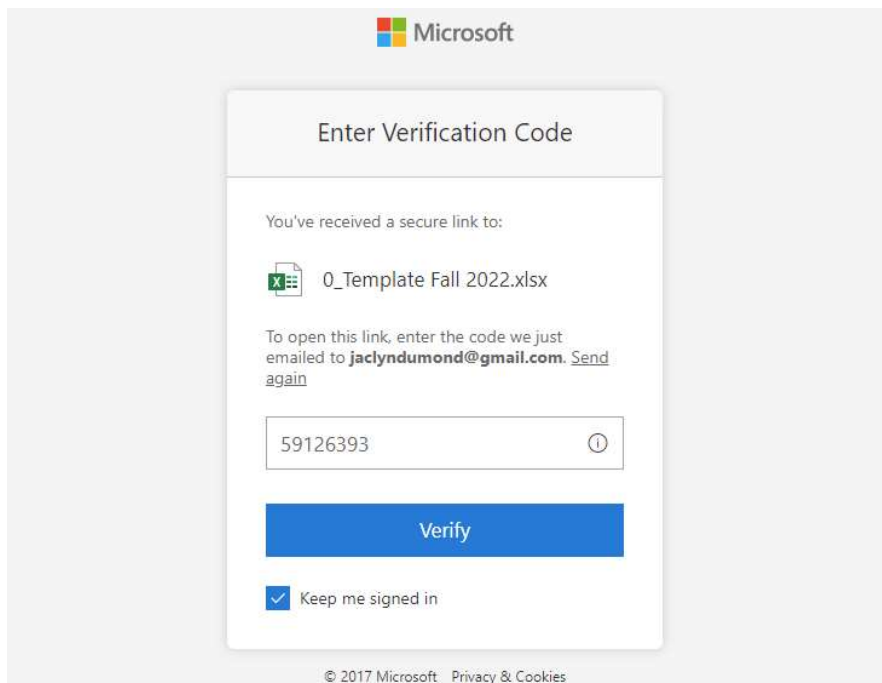 Microsoft
Enter Verification Code
You've received a secure link to:
0_Template Fall 2022.xlsx
To open this link, enter the code we just
emailed to jaclyndumond@gmail.com. Send
again
59126393
Verify
Keep me signed in
© 2017 Microsoft Privacy & Cookies